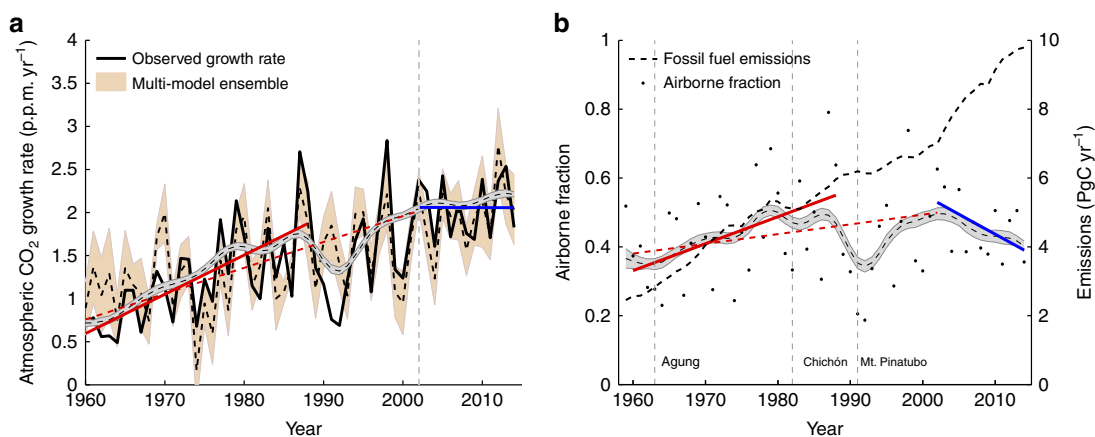 a
4
3.5
3
2.5
2
1.5
1
0.5
0
Atmospheric CO₂ growth rate (p.p.m. yr⁻¹)
Observed growth rate
Multi-model ensemble
1960 1970 1980 1990 2000 2010
Year
b
1
0.8
0.6
0.4
0.2
0
Airborne fraction
Fossil fuel emissions
Airborne fraction
Agung
Chichón
Mt. Pinatubo
10
8
6
4
2
0
Emissions (PgC yr⁻¹)
1960 1970 1980 1990 2000 2010
Year